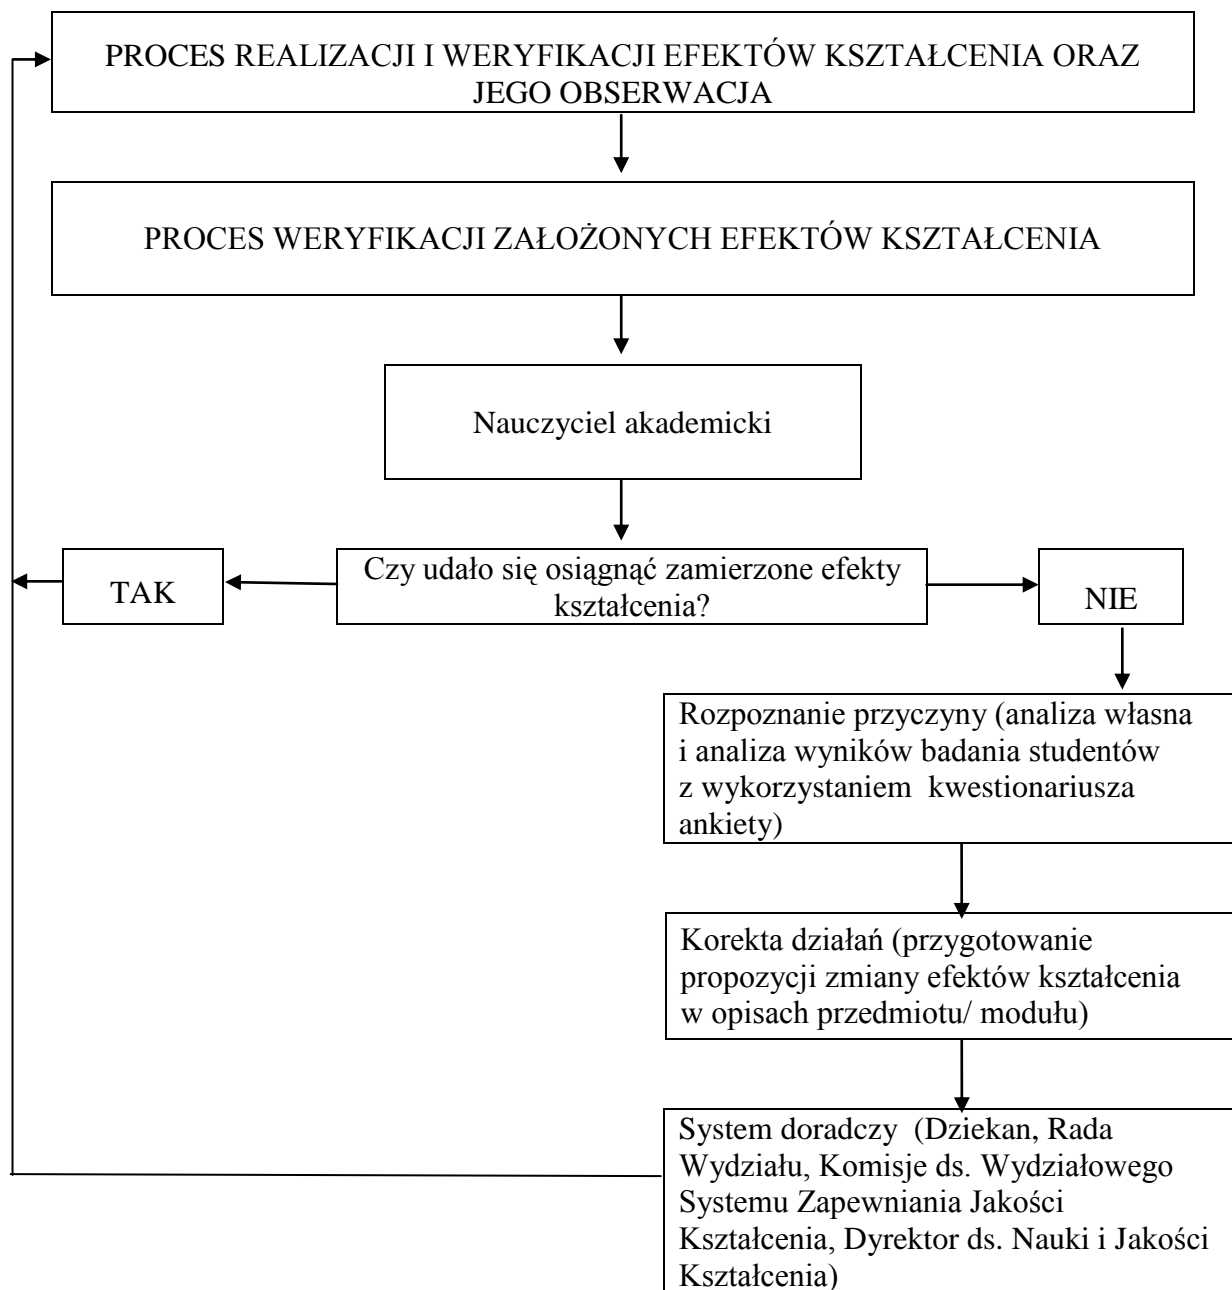 PROCES REALIZACJI I WERYFIKACJI EFEKTÓW KSZTAŁCENIA ORAZ
JEGO OBSERWACJA
PROCES WERYFIKACJI ZAŁOŻONYCH EFEKTÓW KSZTAŁCENIA
Nauczyciel akademicki
Czy udało się osiągnąć zamierzone efekty
kształcenia?
TAK
NIE
Rozpoznanie przyczyny (analiza własna
i analiza wyników badania studentów
z wykorzystaniem kwestionariusza
ankiety)
Korekta działań (przygotowanie
propozycji zmiany efektów kształcenia
w opisach przedmiotu/ modułu)
System doradczy (Dziekan, Rada
Wydziału, Komisje ds. Wydziałowego
Systemu Zapewniania Jakości
Kształcenia, Dyrektor ds. Nauki i Jakości
Kształcenia)